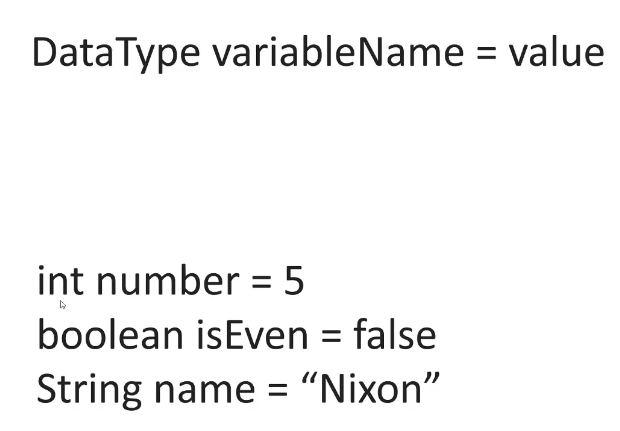 DataType variableName = value
int number = 5
boolean isEven = false
String name = “Nixon”